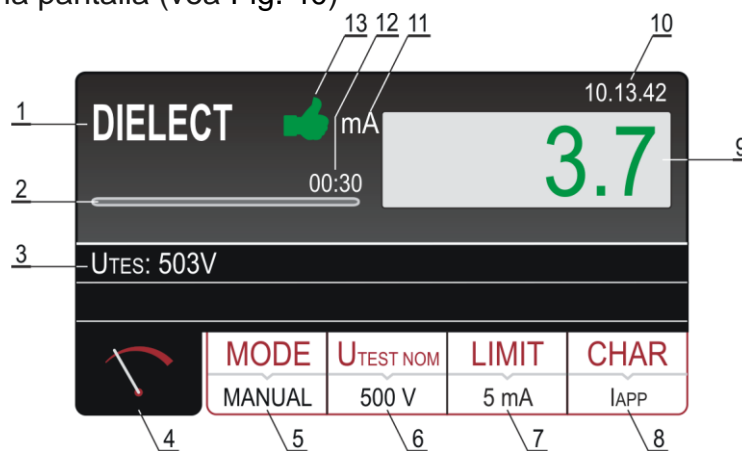 la pantalla (vea Fig. 40)
13 12 11 10
10.13.42
1 DIELECT mA 3.7 9
00:30
2
3 UTES: 503V
MODE UTEST NOM LIMIT CHAR
MANUAL 500 V 5 mA IAPP
4 5 6 7 8